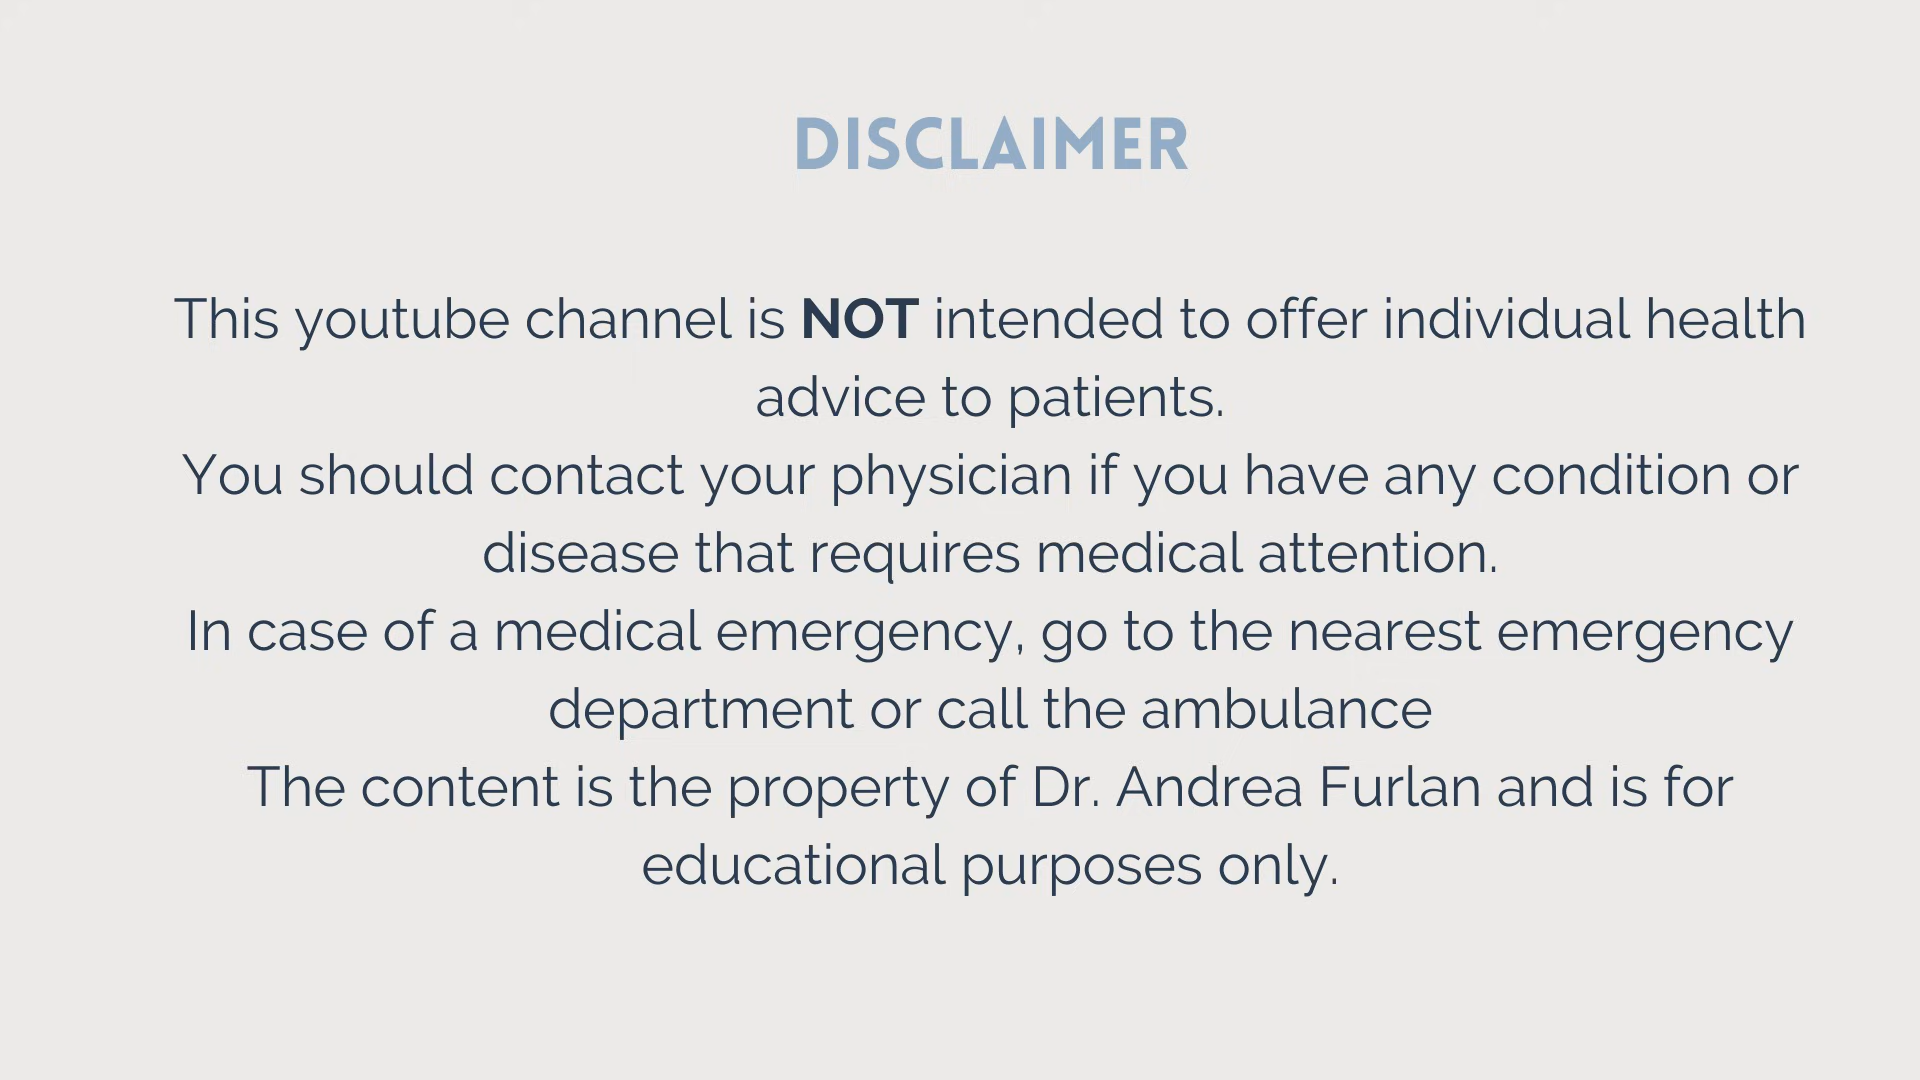 DISCLAIMER
This youtube channel is NOT intended to offer individual health
advice to patients.
You should contact your physician if you have any condition or
disease that requires medical attention.
In case of a medical emergency, go to the nearest emergency
department or call the ambulance
The content is the property of Dr. Andrea Furlan and is for
educational purposes only.